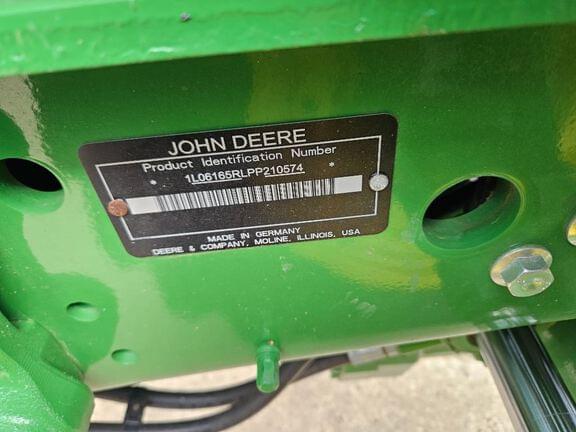 JOHN DEERE
Product Identification Number
* 1L06165RLPP210574 *
MADE IN GERMANY
DEERE & COMPANY, MOLINE, ILLINOIS, USA